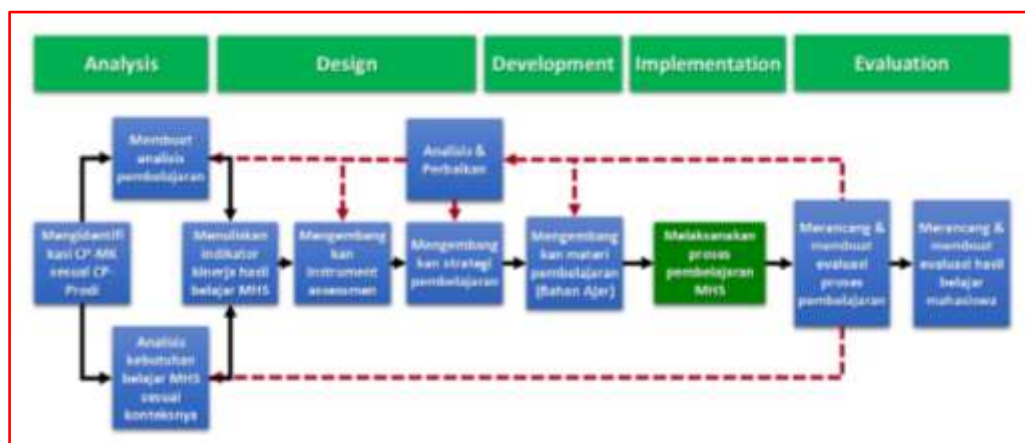 Analysis
Design
Development
Implementation
Evaluation
Membuat
analisis
pembelajaran
Analisis &
Perbaikan
Mengidentifi
kasi CP-MK
sesuai CP-
Prodi
Menuliskan
indikator
kinerja hasil
belajar MHS
Mengembang
kan instrument
assessmen
Mengembang
kan strategi
pembelajaran
Mengembang
kan materi
pembelajaran
(Bahan Ajar)
Melaksanakan
proses
pembelajaran
MHS
Merancang &
membuat
evaluasi
proses
pembelajaran
Merancang &
membuat
evaluasi hasil
belajar
mahasiswa
Analisis
kebutuhan
belajar MHS
sesuai
konteksnya